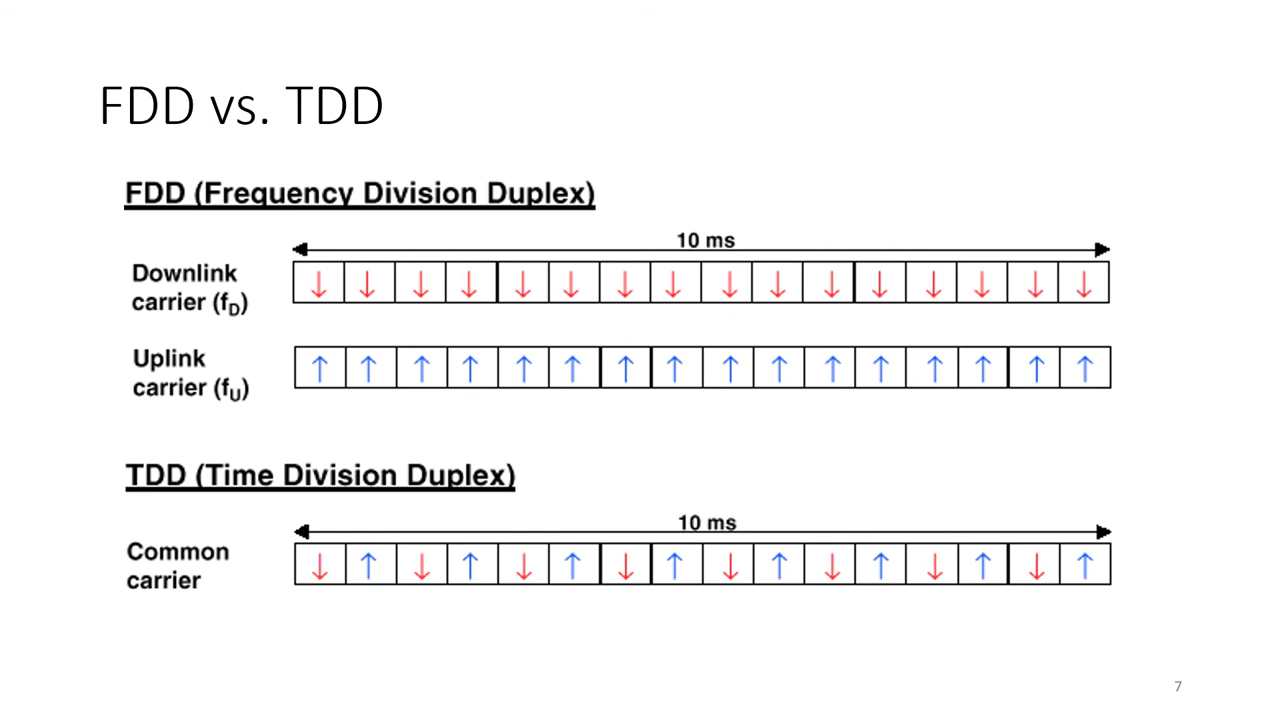 FDD vs. TDD
FDD (Frequency Division Duplex)
10 ms
Downlink
carrier (fD)
Uplink
carrier (fU)
TDD (Time Division Duplex)
10 ms
Common
carrier
7